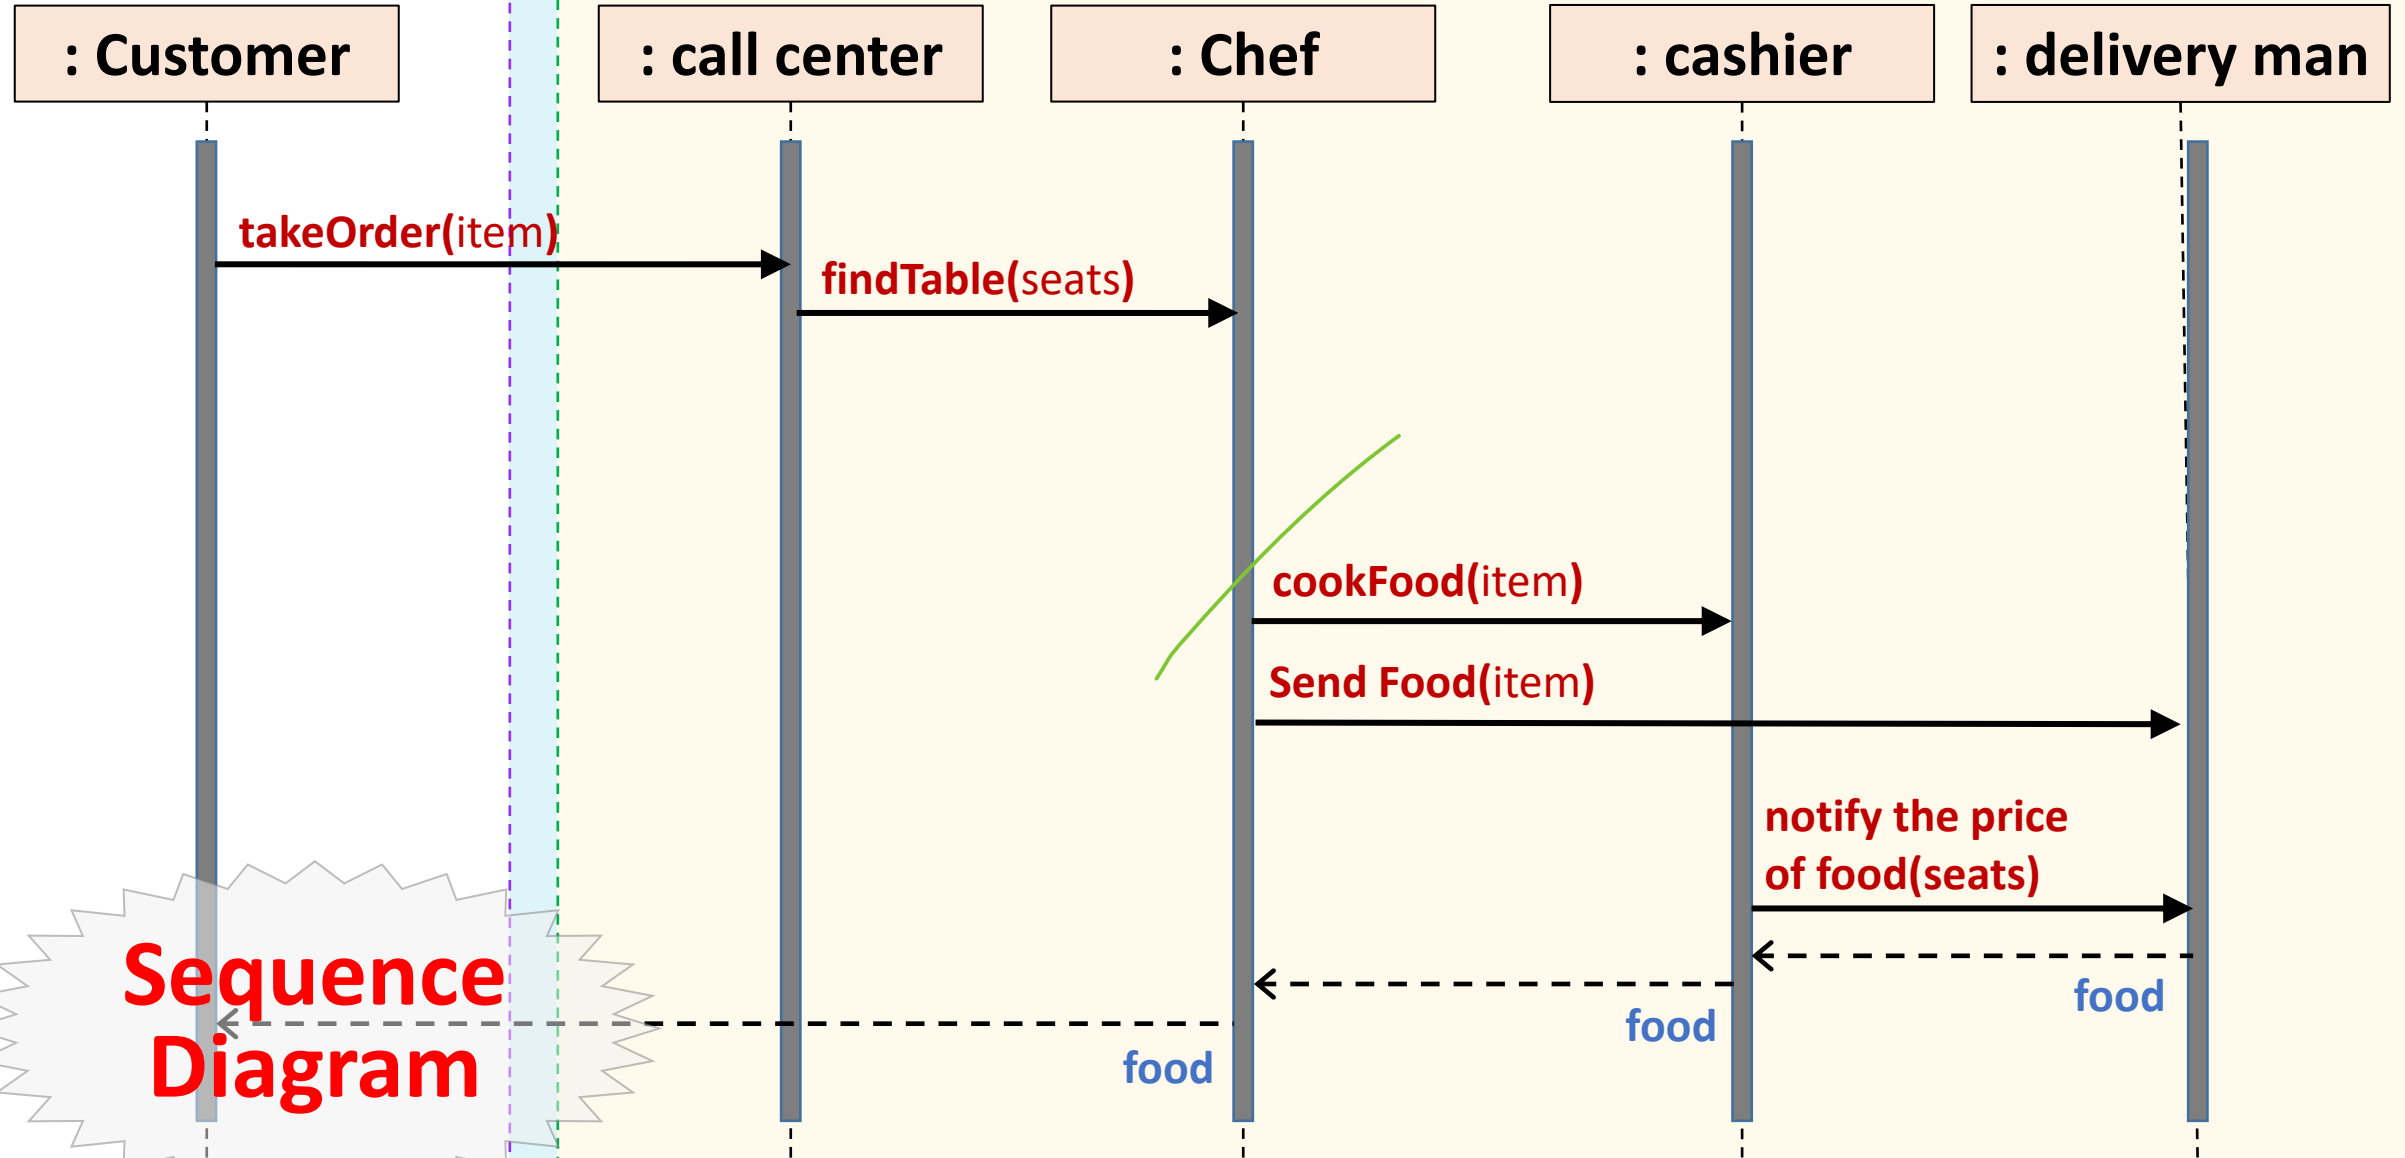 : Customer
: call center
: Chef
: cashier
: delivery man
takeOrder(item)
findTable(seats)
cookFood(item)
Send Food(item)
notify the price
of food(seats)
food
food
food
Sequence
Diagram